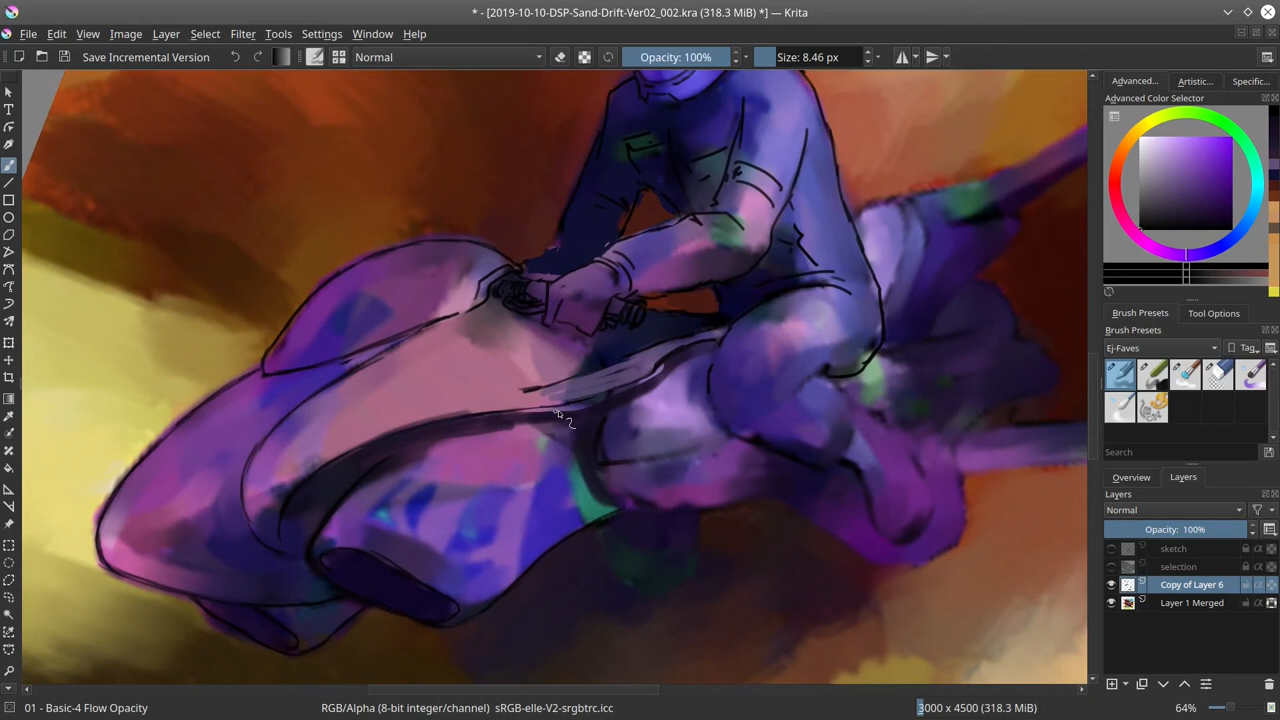 * - [2019-10-10-DSP-Sand-Drift-Ver02_002.kra (318.3 MiB) *] — Krita
File Edit View Image Layer Select Filter Tools Settings Window Help
Save Incremental Version Normal Opacity: 100% Size: 8.46 px
Advanced... Artistic... Specific...
Advanced Color Selector
Brush Presets Tool Options
Brush Presets
Ej-Faves Tag
Search
Overview Layers
Layers
Normal
Opacity: 100%
sketch
selection
Copy of Layer 6
Layer 1 Merged
01 - Basic-4 Flow Opacity RGB/Alpha (8-bit integer/channel) sRGB-elle-V2-srgbtrc.icc 3000 x 4500 (318.3 MiB) 64%